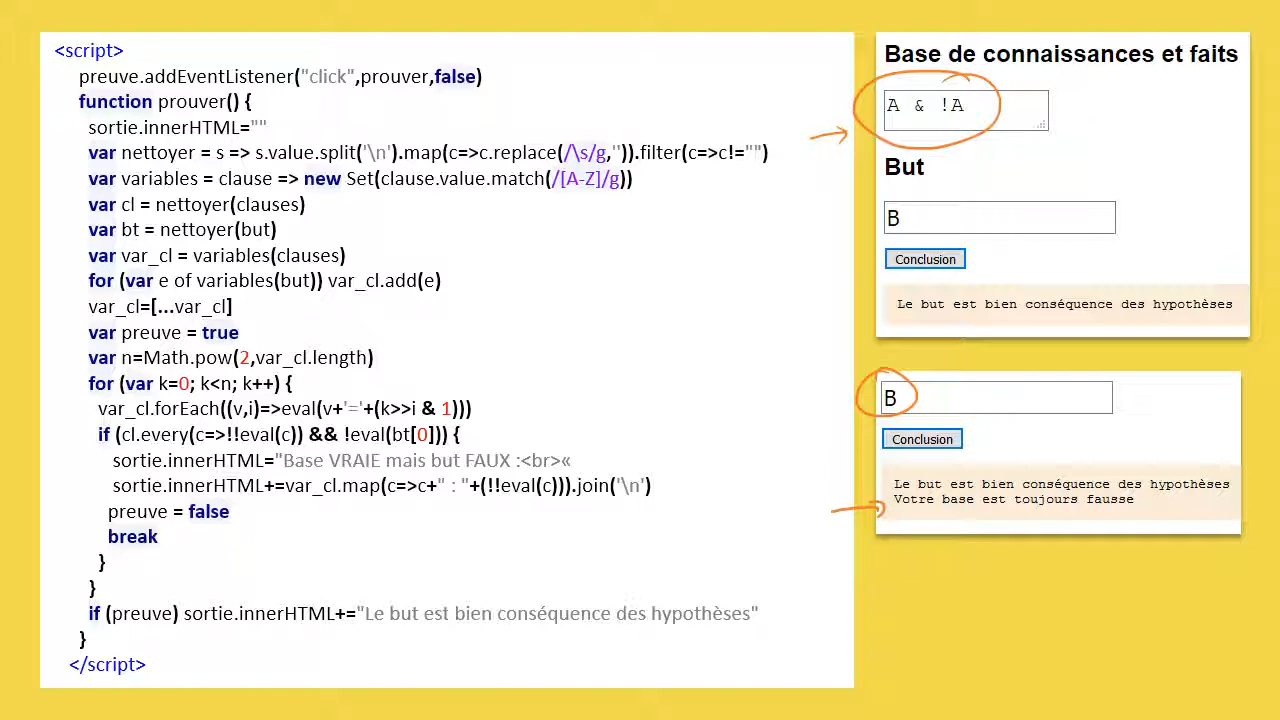 <script>
preuve.addEventListener("click",prouver,false)
function prouver() {
sortie.innerHTML=""
var nettoyer = s => s.value.split('\n').map(c=>c.replace(/\s/g,'')).filter(c=>c!="")
var variables = clause => new Set(clause.value.match(/[A-Z]/g))
var cl = nettoyer(clauses)
var bt = nettoyer(but)
var var_cl = variables(clauses)
for (var e of variables(but)) var_cl.add(e)
var_cl=[...var_cl]
var preuve = true
var n=Math.pow(2,var_cl.length)
for (var k=0; k<n; k++) {
var_cl.forEach((v,i)=>eval(v+'='+(k>>i & 1)))
if (cl.every(c=>!!eval(c)) && !eval(bt[0])) {
sortie.innerHTML="Base VRAIE mais but FAUX :<br>«
sortie.innerHTML+=var_cl.map(c=>c+" : "+(!!eval(c))).join('\n')
preuve = false
break
}
}
if (preuve) sortie.innerHTML+="Le but est bien conséquence des hypothèses"
}
</script>
Base de connaissances et faits
A & !A
But
B
Conclusion
Le but est bien conséquence des hypothèses
B
Conclusion
Le but est bien conséquence des hypothèses
Votre base est toujours fausse